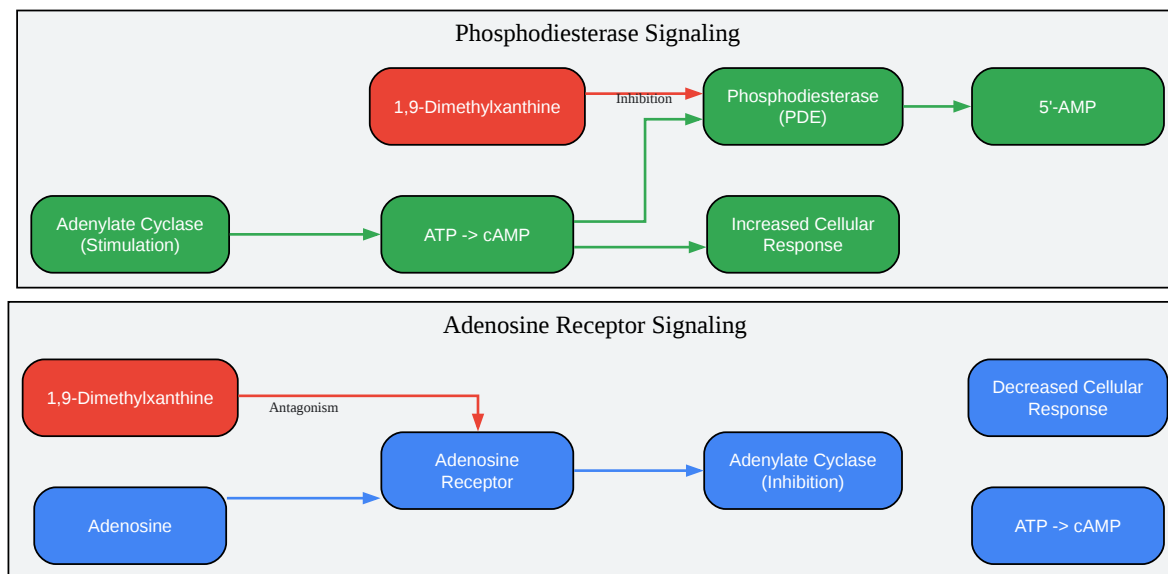 Phosphodiesterase Signaling
1,9-Dimethylxanthine
Inhibition
Phosphodiesterase
(PDE)
5'-AMP
Adenylate Cyclase
(Stimulation)
ATP -> cAMP
Increased Cellular
Response
Adenosine Receptor Signaling
1,9-Dimethylxanthine
Antagonism
Decreased Cellular
Response
Adenosine
Receptor
Adenylate Cyclase
(Inhibition)
Adenosine
ATP -> cAMP